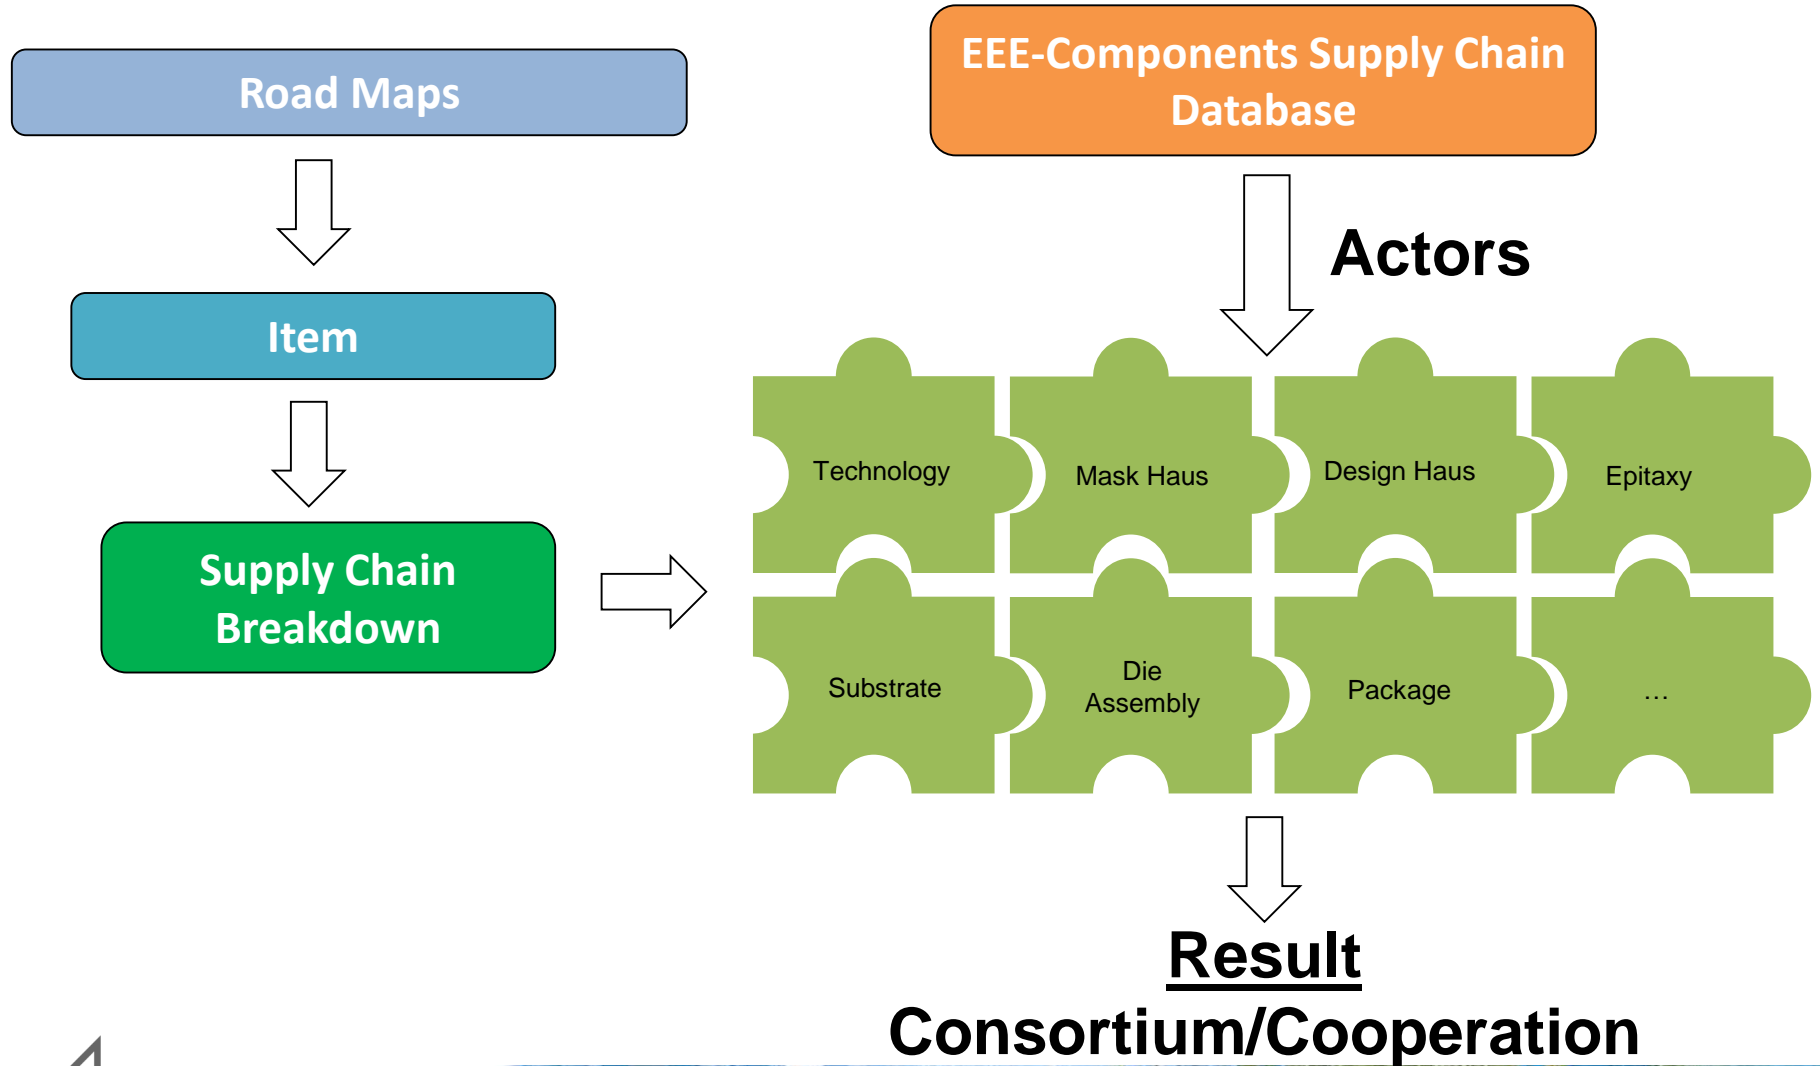 Road Maps
Item
Supply Chain
Breakdown
EEE-Components Supply Chain
Database
Actors
Technology
Mask Haus
Design Haus
Epitaxy
Substrate
Die
Assembly
Package
…
Result
Consortium/Cooperation